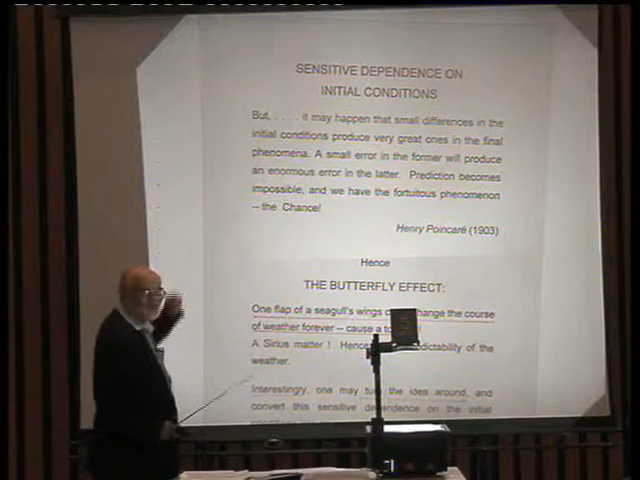 SENSITIVE DEPENDENCE ON
INITIAL CONDITIONS
But, . . . . it may happen that small differences in the
initial conditions produce very great ones in the final
phenomena. A small error in the former will produce
an enormous error in the latter. Prediction becomes
impossible, and we have the fortuitous phenomenon
-- the Chance!
Henry Poincaré (1903)
Hence
THE BUTTERFLY EFFECT:
One flap of a seagull's wings change the course
of weather forever -- cause a
A Sirius matter ! of the
weather.
Interestingly, one may the idea around, and
convert this sensitive dependence on the initial